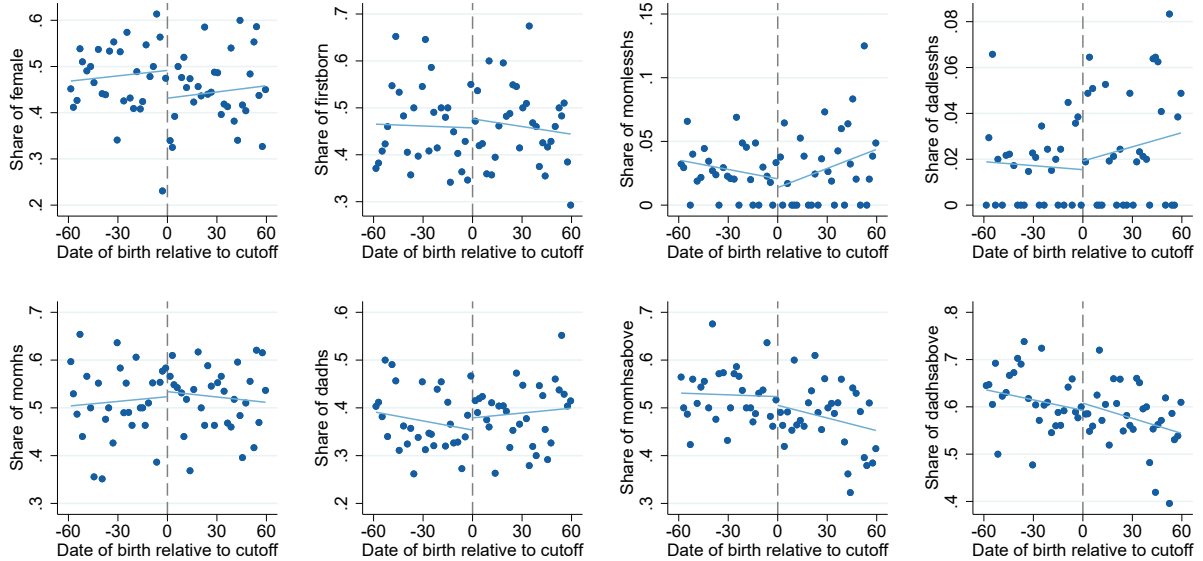 Share of female
.6
.5
.4
.3
.2
-60 -30 0 30 60
Date of birth relative to cutoff
Share of firstborn
.7
.6
.5
.4
.3
-60 -30 0 30 60
Date of birth relative to cutoff
Share of momlesshs
.15
.1
.05
0
-60 -30 0 30 60
Date of birth relative to cutoff
Share of dadlesshs
.08
.06
.04
.02
0
-60 -30 0 30 60
Date of birth relative to cutoff
Share of momhs
.7
.6
.5
.4
.3
-60 -30 0 30 60
Date of birth relative to cutoff
Share of dadhs
.6
.5
.4
.3
.2
-60 -30 0 30 60
Date of birth relative to cutoff
Share of momhsabove
.7
.6
.5
.4
.3
-60 -30 0 30 60
Date of birth relative to cutoff
Share of dadhsabove
.8
.7
.6
.5
.4
-60 -30 0 30 60
Date of birth relative to cutoff